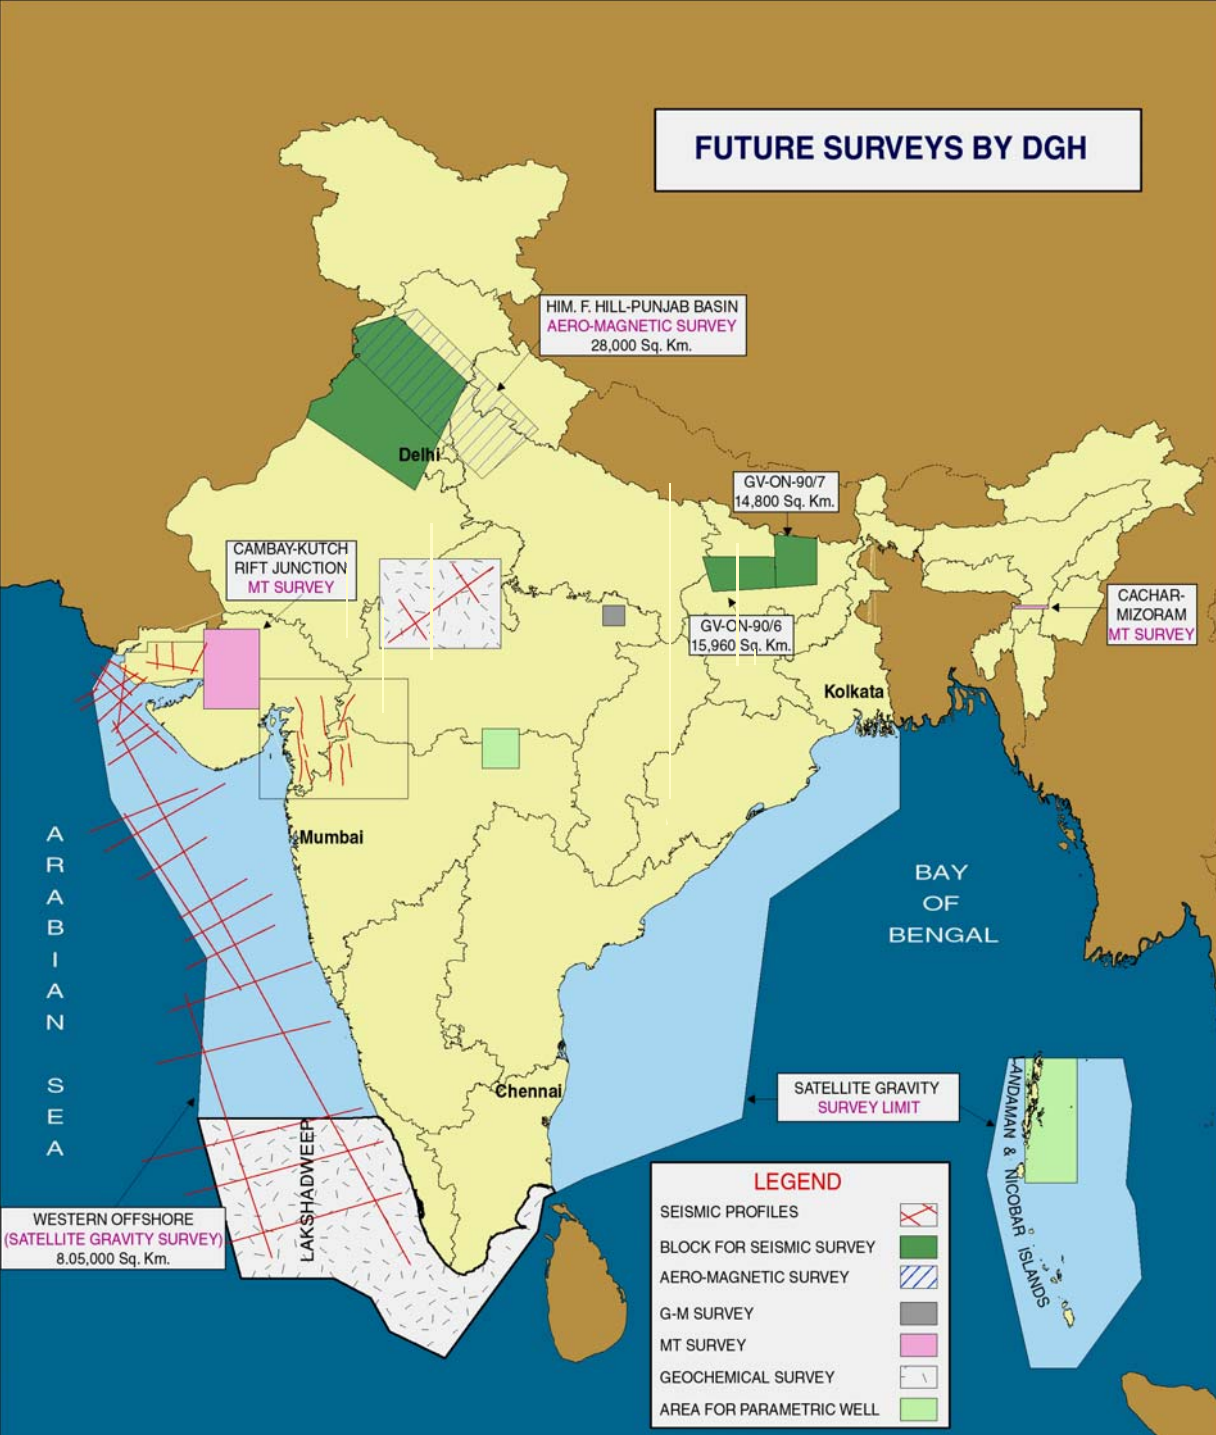 FUTURE SURVEYS BY DGH
HIM. F. HILL-PUNJAB BASIN
AERO-MAGNETIC SURVEY
28,000 Sq. Km.
Delhi
GV-ON-90/7
14,800 Sq. Km.
CAMBAY-KUTCH
RIFT JUNCTION
MT SURVEY
CACHAR-
MIZORAM
MT SURVEY
GV-ON-90/6
15,960 Sq. Km.
Kolkata
Mumbai
ARABIAN SEA
BAY
OF
BENGAL
Chennai
SATELLITE GRAVITY
SURVEY LIMIT
LANDAMAN & NICOBAR ISLANDS
LAKSHADWEEP
WESTERN OFFSHORE
(SATELLITE GRAVITY SURVEY)
8.05,000 Sq. Km.
LEGEND
SEISMIC PROFILES
BLOCK FOR SEISMIC SURVEY
AERO-MAGNETIC SURVEY
G-M SURVEY
MT SURVEY
GEOCHEMICAL SURVEY
AREA FOR PARAMETRIC WELL